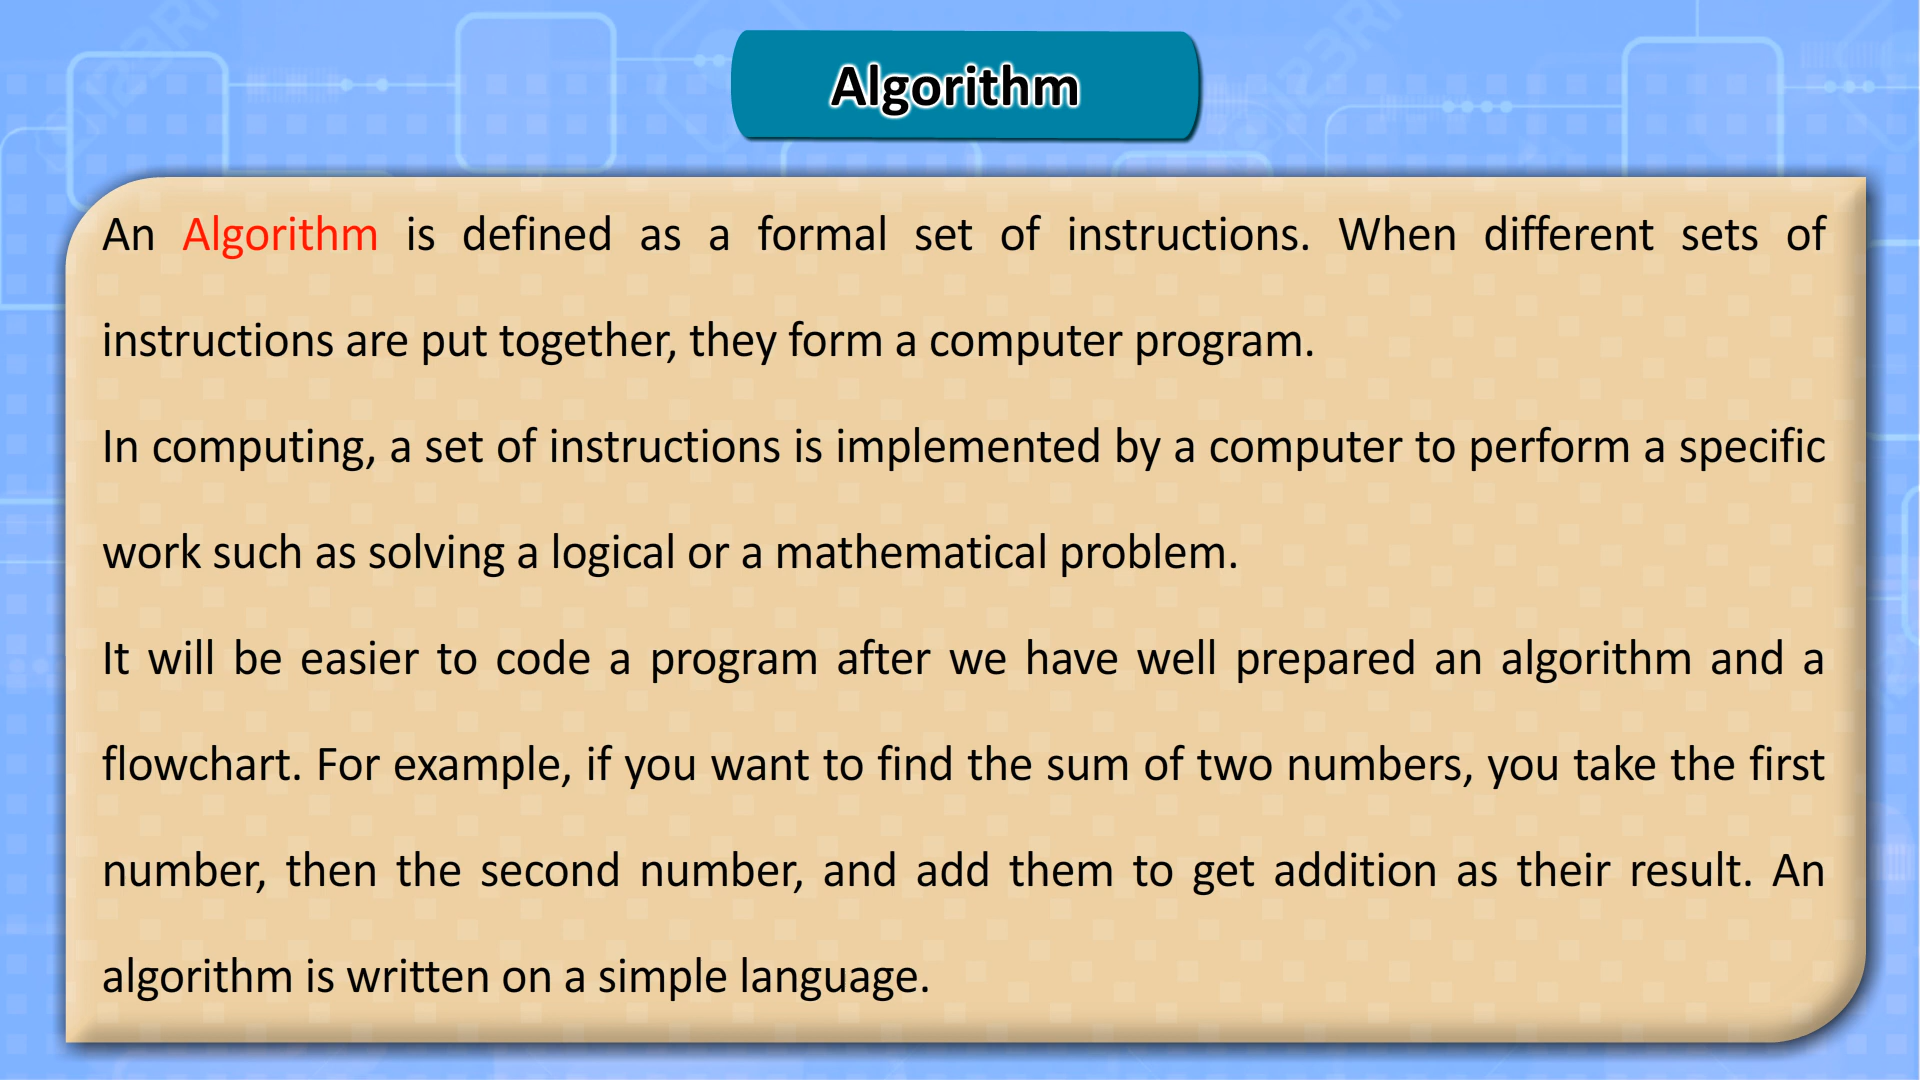 Algorithm
An Algorithm is defined as a formal set of instructions. When different sets of
instructions are put together, they form a computer program.
In computing, a set of instructions is implemented by a computer to perform a specific
work such as solving a logical or a mathematical problem.
It will be easier to code a program after we have well prepared an algorithm and a
flowchart. For example, if you want to find the sum of two numbers, you take the first
number, then the second number, and add them to get addition as their result. An
algorithm is written on a simple language.